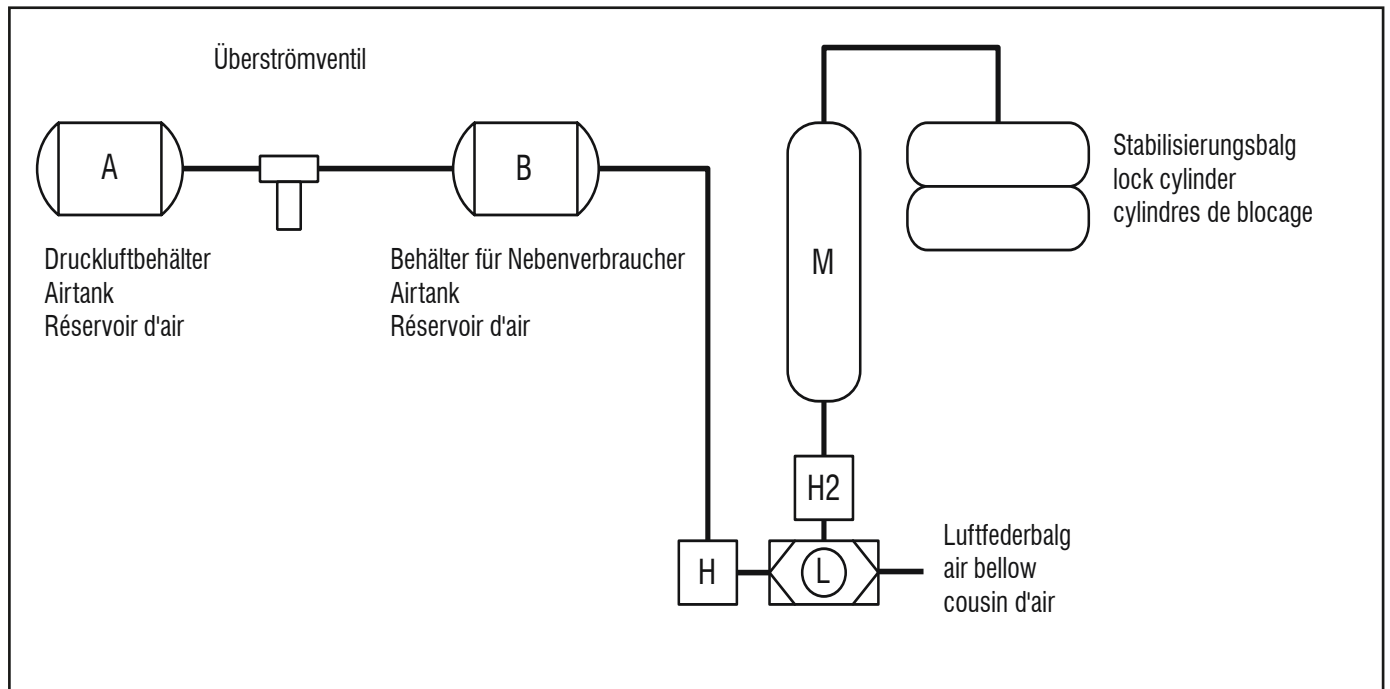 Überströmventil
A
B
Druckluftbehälter
Airtank
Réservoir d'air
Behälter für Nebenverbraucher
Airtank
Réservoir d'air
M
Stabilisierungsbalg
lock cylinder
cylindres de blocage
H2
H
L
Luftfederbalg
air bellow
cousin d'air